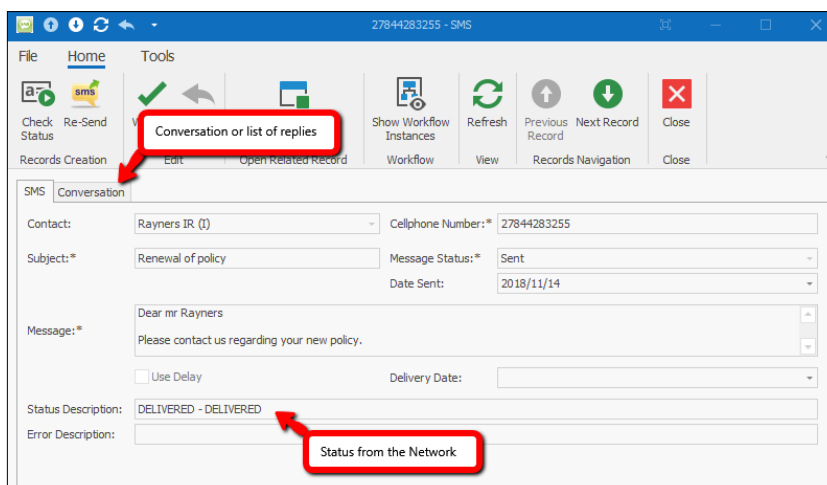 27844283255 - SMS
File Home Tools
a= sms
Check Status Re-Send W Show Workflow Instances Refresh Previous Record Next Record Close
Conversation or list of replies
Records Creation Edit Open Related Record Workflow View Records Navigation Close
SMS Conversation
Contact: Rayners IR (I) Cellphone Number:* 27844283255
Subject:* Renewal of policy Message Status:* Sent
Date Sent: 2018/11/14
Message:* Dear mr Rayners
Please contact us regarding your new policy.
Use Delay Delivery Date:
Status Description: DELIVERED - DELIVERED
Error Description:
Status from the Network